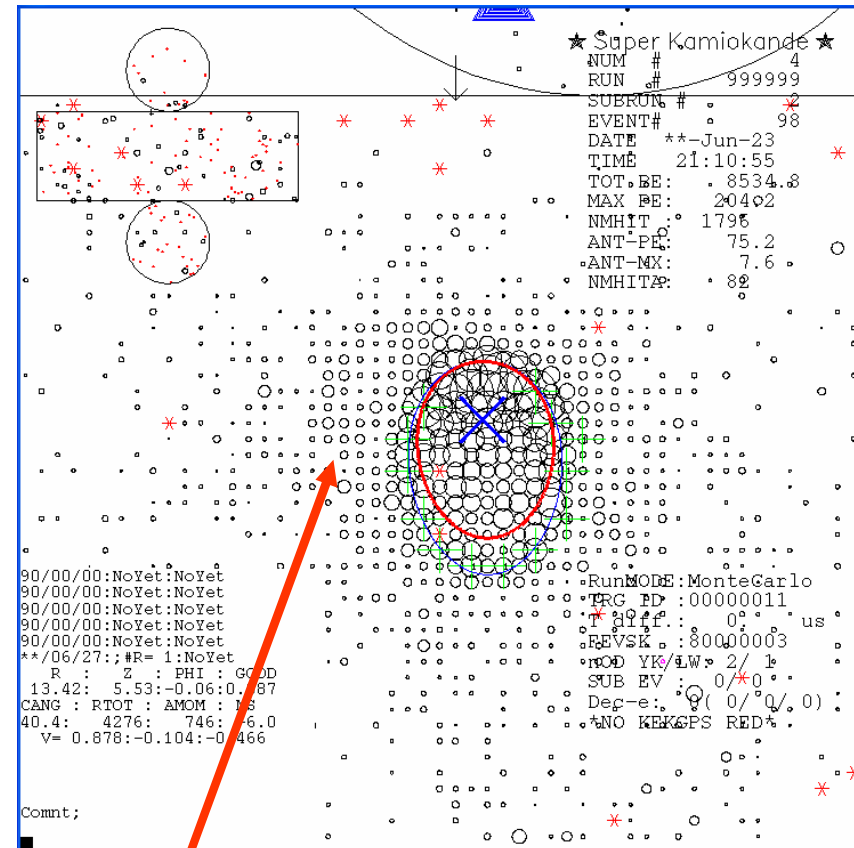 ★ Super Kamiokande ★
NUM # 4
RUN # 999999
SUBRUN # 2
EVENT# 98
DATE **-Jun-23
TIME 21:10:55
TOT.PE: 8534.8
MAX PE: 204.2
NMHIT : 1796
ANT-PE: 75.2
ANT-MX: 7.6
NMHITA: 82
90/00/00:NoYet:NoYet
90/00/00:NoYet:NoYet
90/00/00:NoYet:NoYet
90/00/00:NoYet:NoYet
90/00/00:NoYet:NoYet
**/06/27:;#R= 1:NoYet
R : Z : PHI : GOOD
13.42: 5.53:-0.06:0.87
CANG : RTOT : AMOM : MS
40.4: 4276: 746: -6.0
V= 0.878:-0.104:-0.466
Comnt;
RunMODE:MonteCarlo
TRG ID :00000011
T diff.: 0. us
FEVSK :80000003
nOD YK/LW: 2/ 1
SUB EV : 0/ 0
Dec-e: 0( 0/ 0/ 0)
*NO KEKGPS RED*